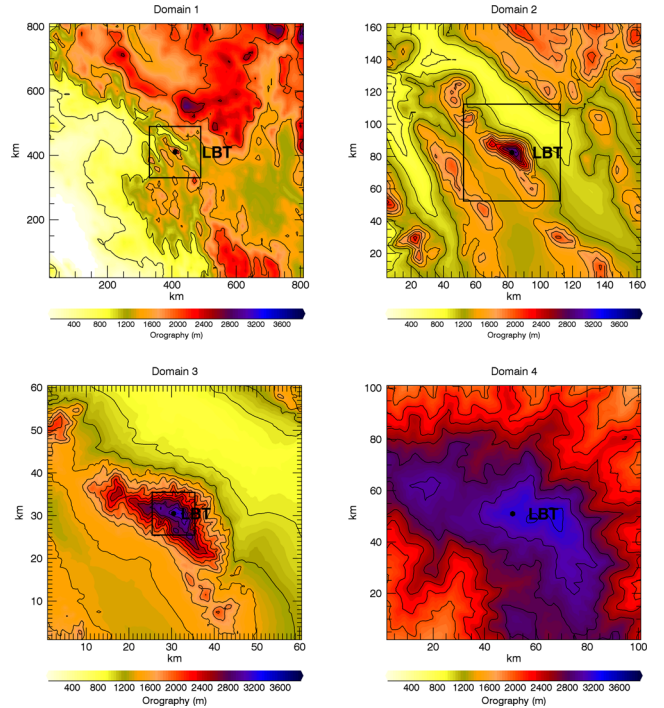 Domain 1
800
600
400
200
km
200 400 600 800
km
LBT
400 800 1200 1600 2000 2400 2800 3200 3600
Orography (m)
Domain 2
160
140
120
100
80
60
40
20
km
20 40 60 80 100 120 140 160
km
LBT
400 800 1200 1600 2000 2400 2800 3200 3600
Orography (m)
Domain 3
60
50
40
30
20
10
km
10 20 30 40 50 60
km
LBT
400 800 1200 1600 2000 2400 2800 3200 3600
Orography (m)
Domain 4
100
80
60
40
20
km
20 40 60 80 100
km
LBT
400 800 1200 1600 2000 2400 2800 3200 3600
Orography (m)